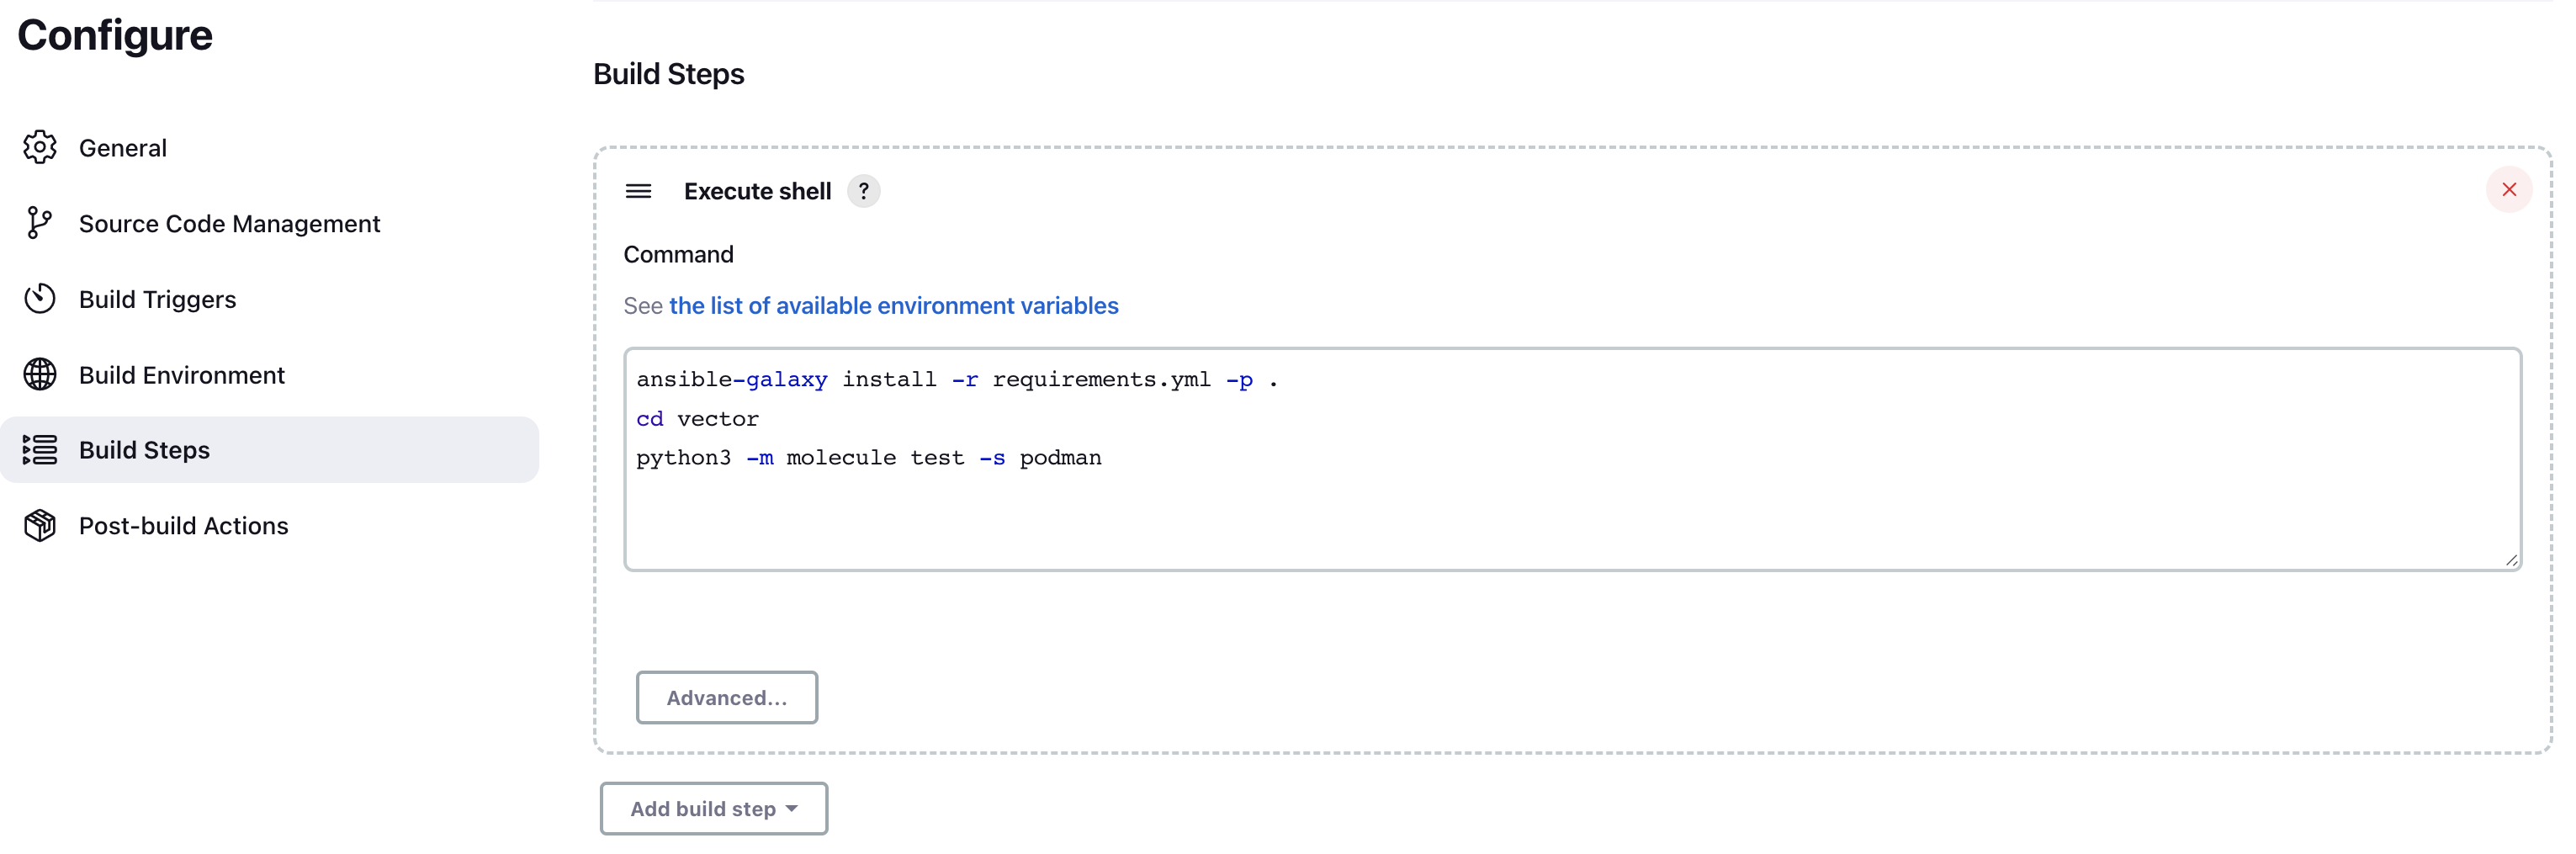 Configure
General
Source Code Management
Build Triggers
Build Environment
Build Steps
Post-build Actions
Build Steps
Execute shell ?
Command
See the list of available environment variables
ansible-galaxy install -r requirements.yml -p .
cd vector
python3 -m molecule test -s podman
Advanced...
Add build step